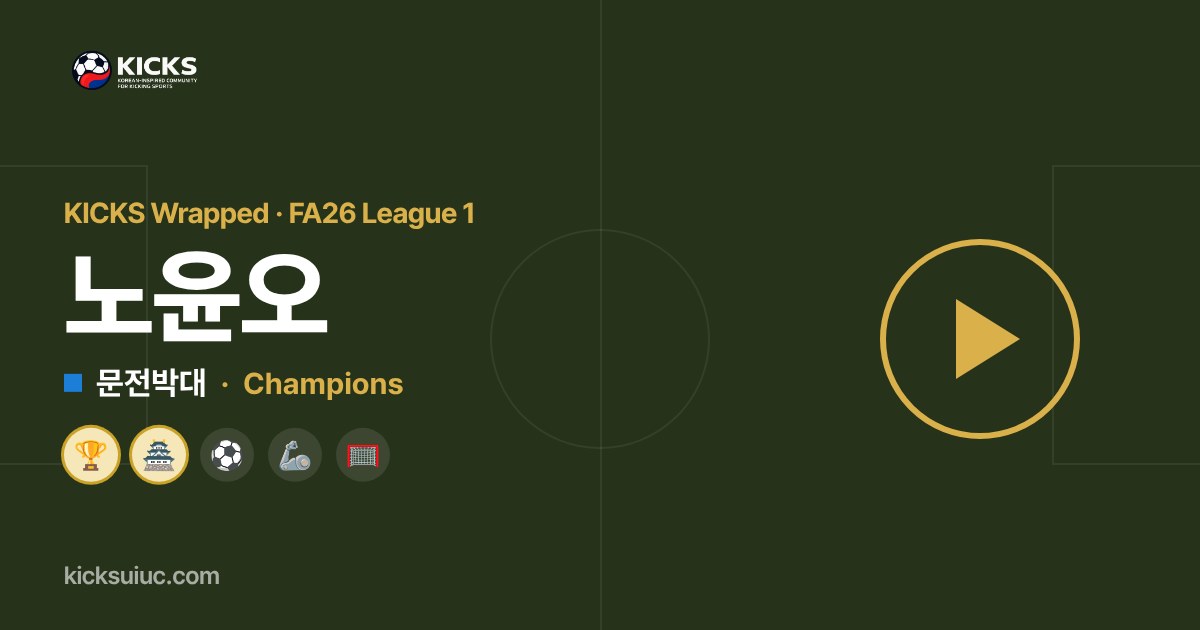 KICKS
KOREAN-INSPIRED COMMUNITY
FOR KICKING SPORTS
KICKS Wrapped · FA26 League 1
노윤오
문전박대 · Champions
kicksuiuc.com